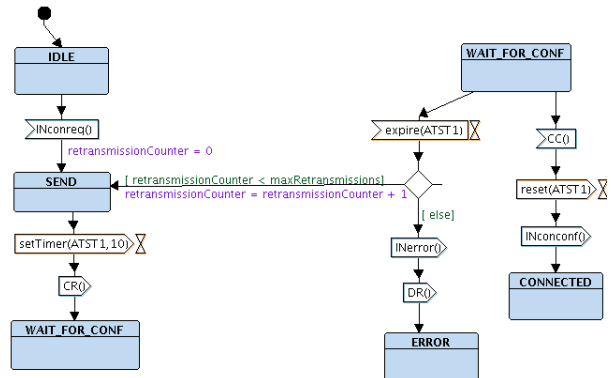 IDLE
INconreq()
retransmissionCounter = 0
SEND
setTimer(ATST1,10)
CR()
WAIT_FOR_CONF
WAIT_FOR_CONF
expire(ATST1)
[ retransmissionCounter < maxRetransmissions]
retransmissionCounter = retransmissionCounter + 1
[ else]
INerror()
DR()
ERROR
CC()
reset(ATST1)
INconconf()
CONNECTED